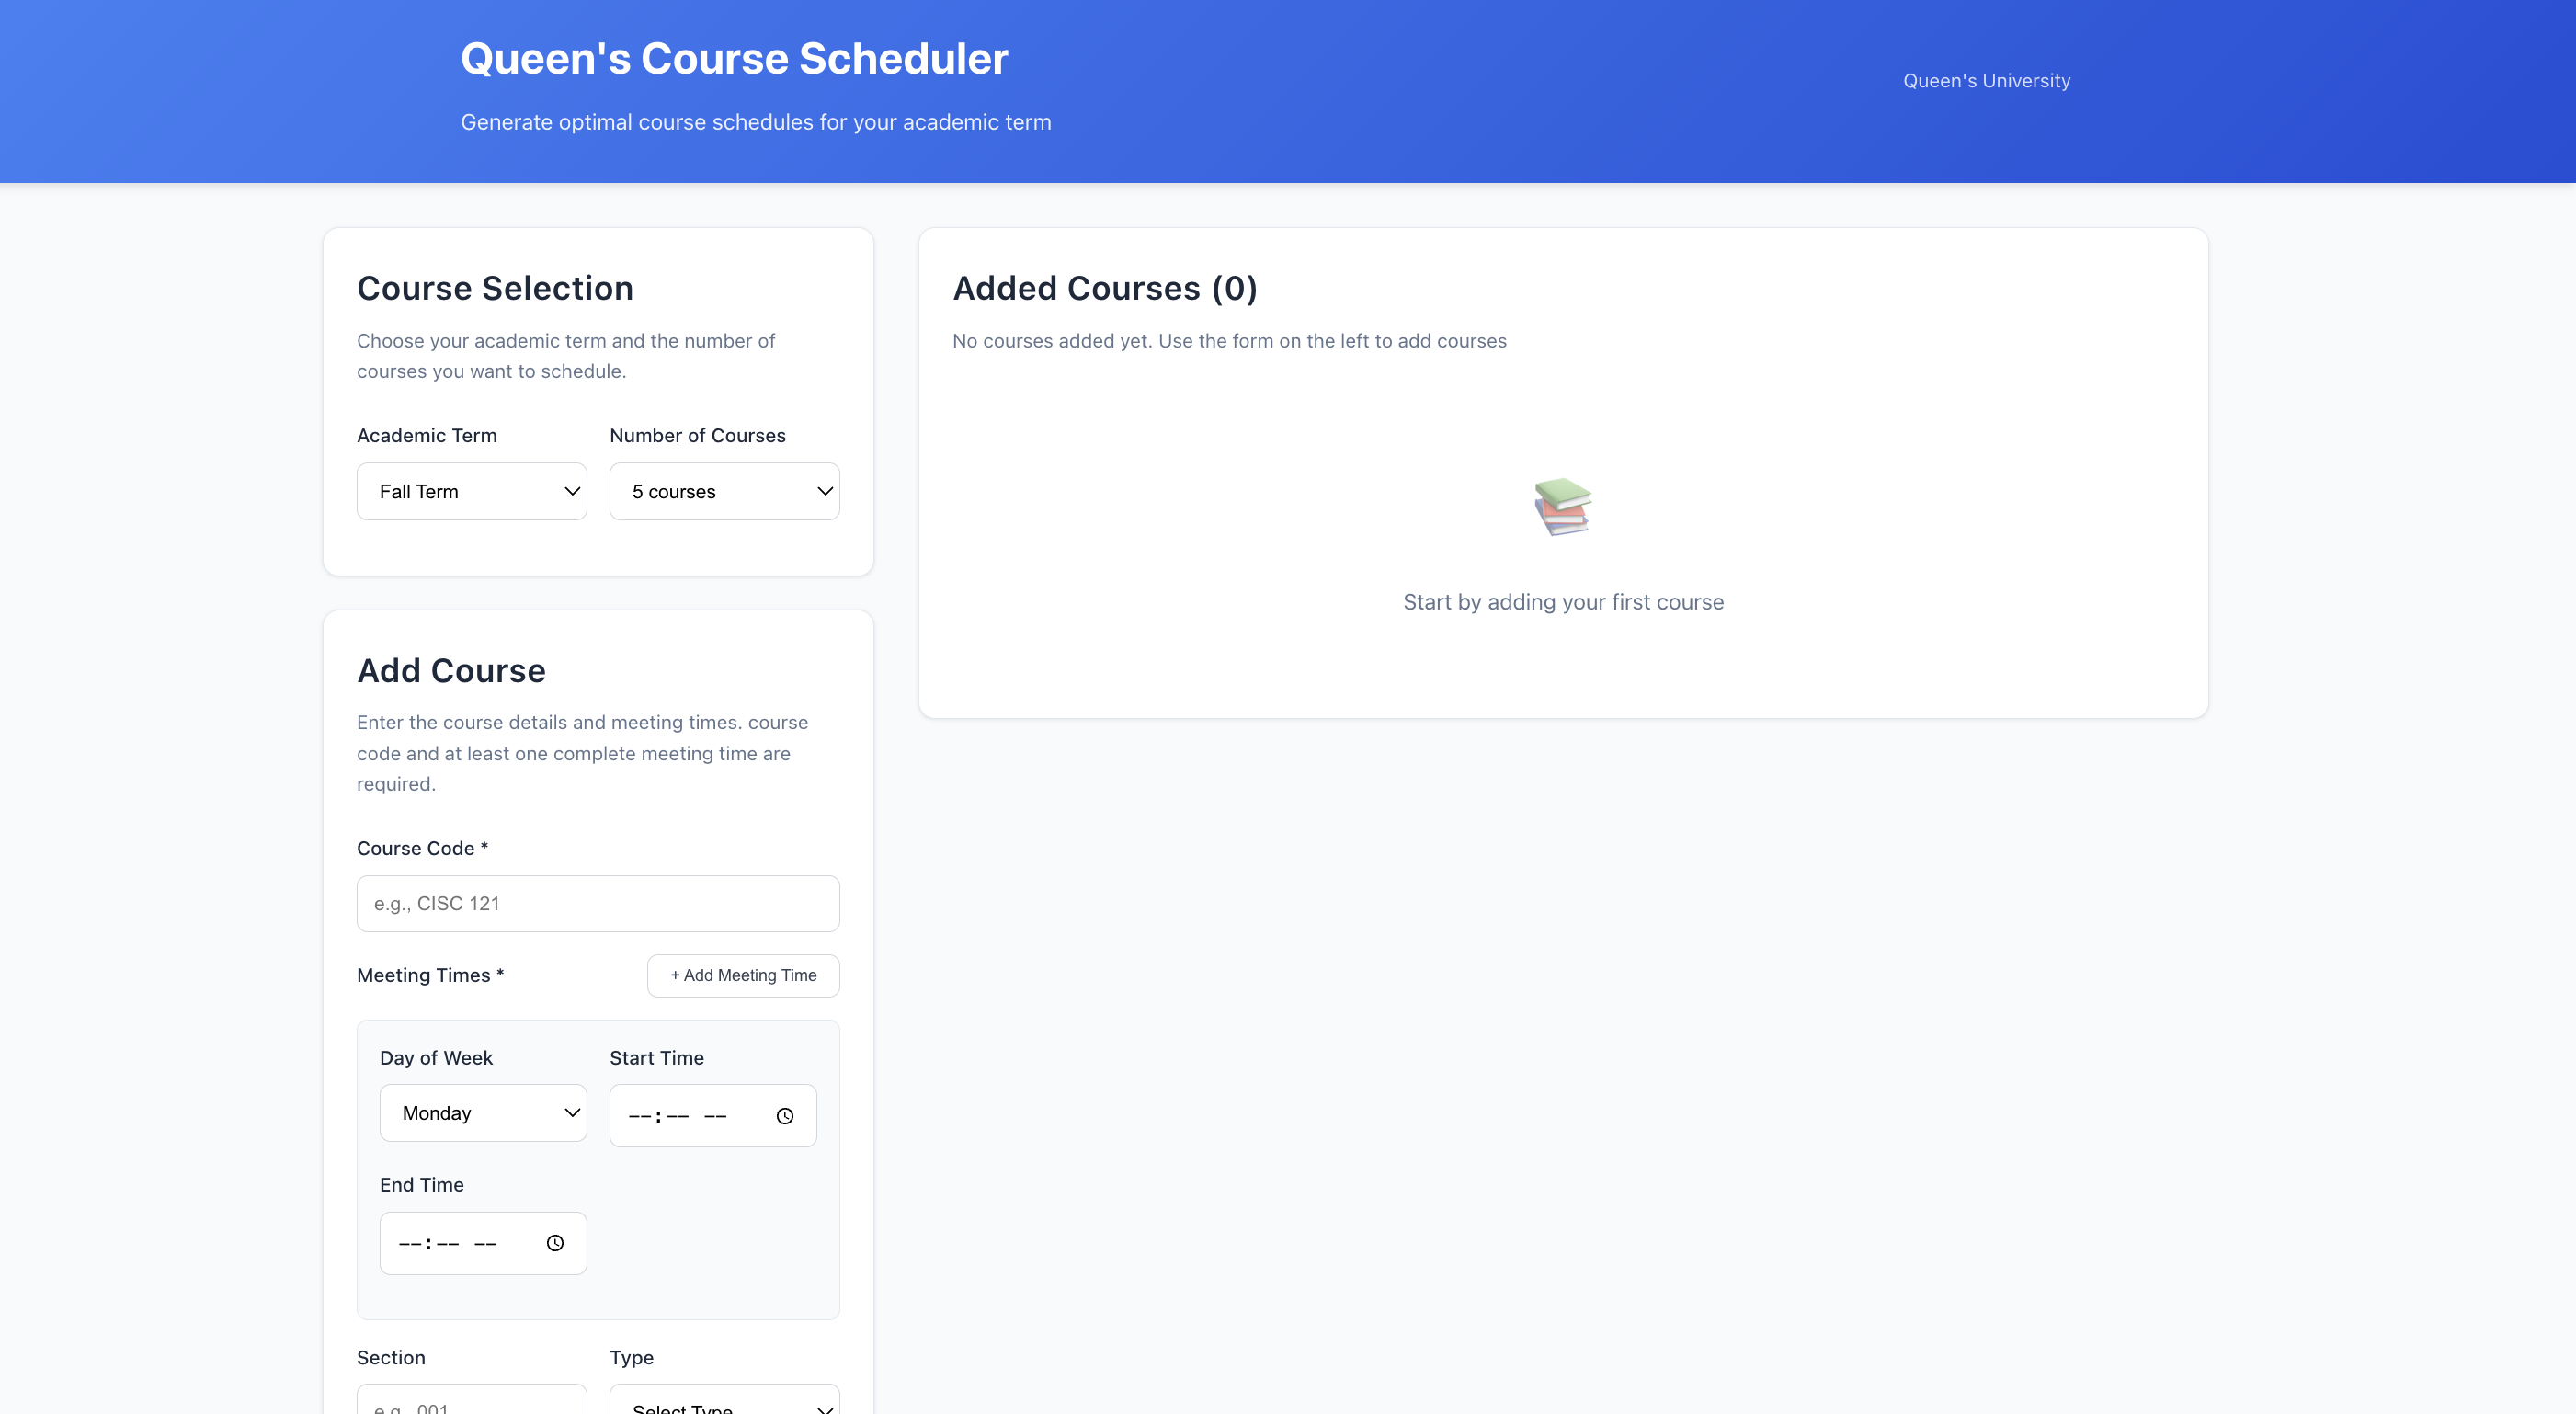 Queen's Course Scheduler
Generate optimal course schedules for your academic term
Queen's University
Course Selection
Choose your academic term and the number of
courses you want to schedule.
Academic Term
Number of Courses
Fall Term
5 courses
Add Course
Enter the course details and meeting times. course
code and at least one complete meeting time are
required.
Course Code *
e.g., CISC 121
Meeting Times *
+ Add Meeting Time
Day of Week
Start Time
Monday
--:-- --
End Time
--:-- --
Section
Type
e.g., 001
Select Type
Added Courses (0)
No courses added yet. Use the form on the left to add courses
Start by adding your first course